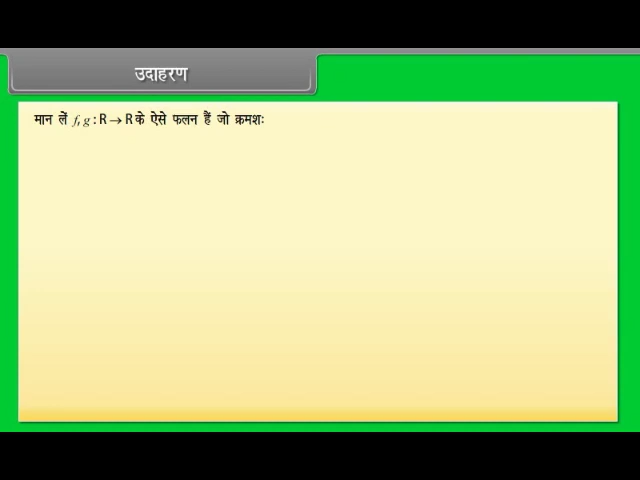 उदाहरण
मान लें f, g : R → R के ऐसे फलन हैं जो क्रमशः